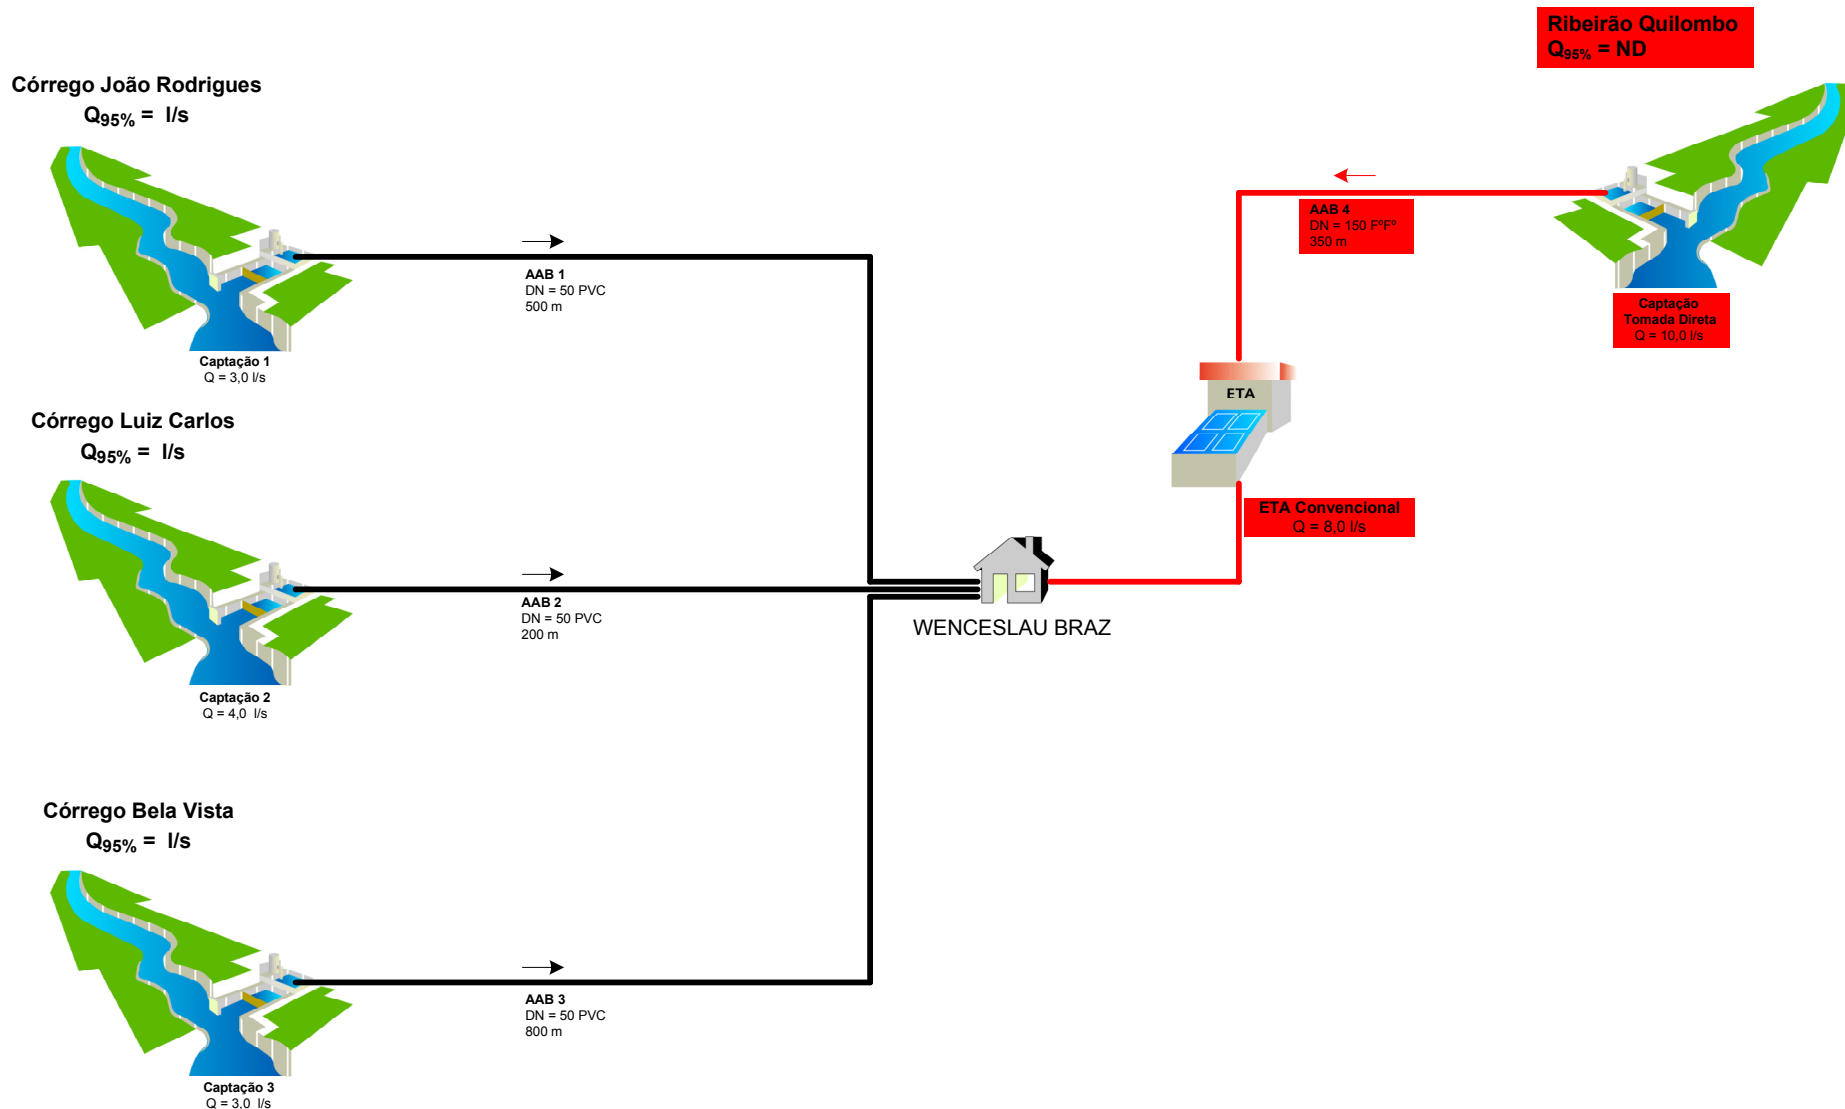 Ribeirão Quilombo
Q95% = ND
Córrego João Rodrigues
Q95% = l/s
AAB 4
DN = 150 FºFº
350 m
AAB 1
DN = 50 PVC
500 m
Captação
Tomada Direta
Q = 10,0 l/s
Captação 1
Q = 3,0 l/s
ETA
Córrego Luiz Carlos
Q95% = l/s
ETA Convencional
Q = 8,0 l/s
AAB 2
DN = 50 PVC
200 m
WENCESLAU BRAZ
Captação 2
Q = 4,0 l/s
Córrego Bela Vista
Q95% = l/s
AAB 3
DN = 50 PVC
800 m
Captação 3
Q = 3,0 l/s